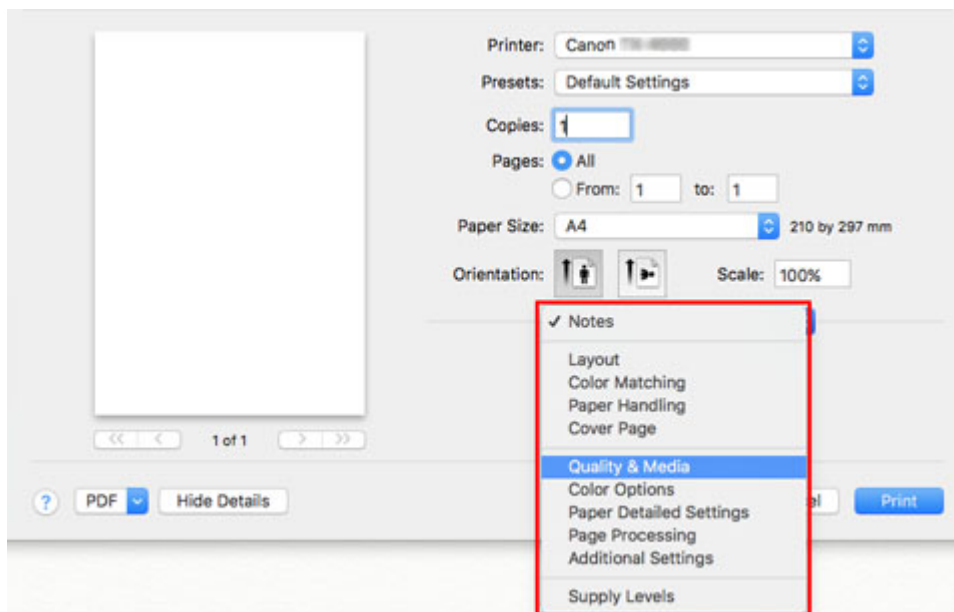 Printer: Canon
Presets: Default Settings
Copies: 1
Pages: All
From: 1 to: 1
Paper Size: A4 210 by 297 mm
Orientation: Scale: 100%
✓ Notes
Layout
Color Matching
Paper Handling
Cover Page
<< < 1 of 1 > >>
Quality & Media
Color Options
? PDF Hide Details el Print
Paper Detailed Settings
Page Processing
Additional Settings
Supply Levels